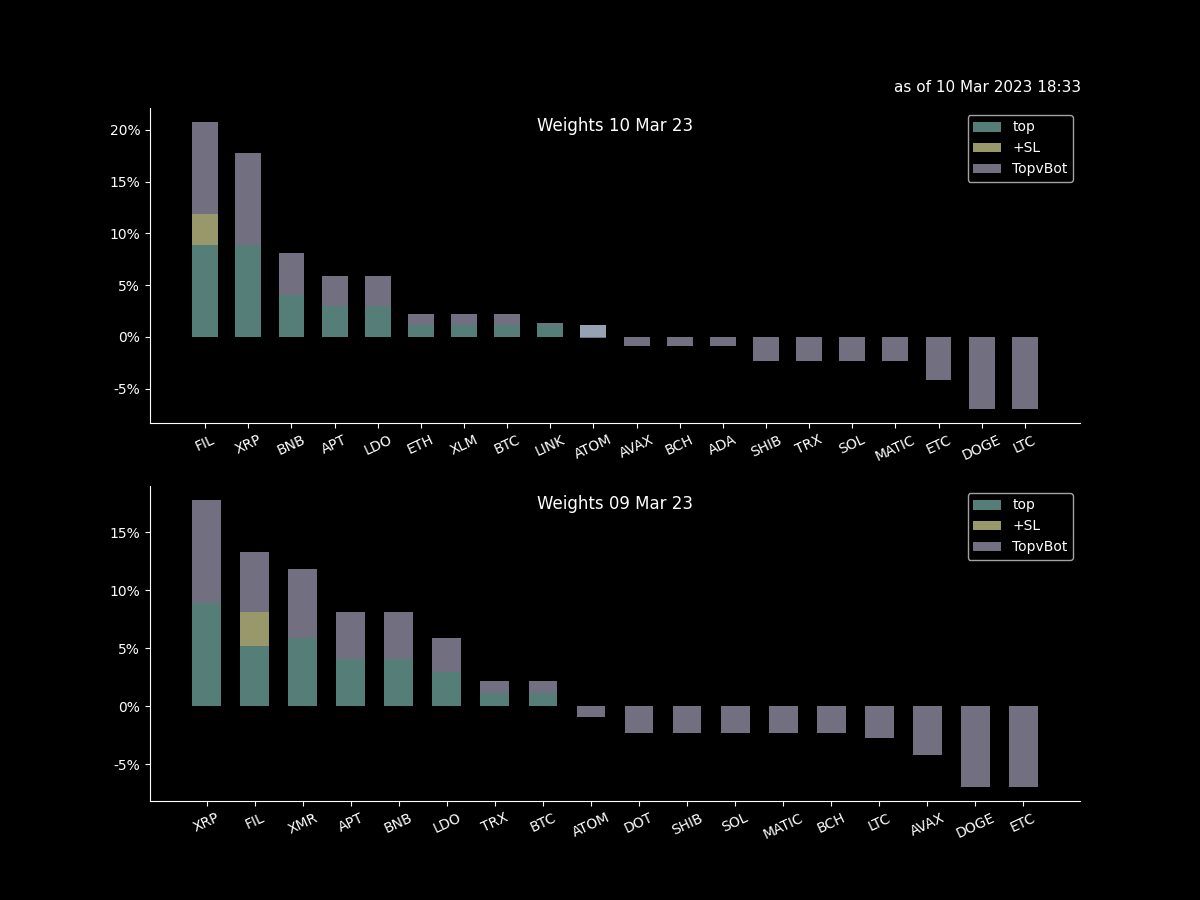 as of 10 Mar 2023 18:33
Weights 10 Mar 23
top
+SL
TopvBot
20%
15%
10%
5%
0%
-5%
FIL XRP BNB APT LDO ETH XLM BTC LINK ATOM AVAX BCH ADA SHIB TRX SOL MATIC ETC DOGE LTC
Weights 09 Mar 23
top
+SL
TopvBot
15%
10%
5%
0%
-5%
XRP FIL XMR APT BNB LDO TRX BTC ATOM DOT SHIB SOL MATIC BCH LTC AVAX DOGE ETC